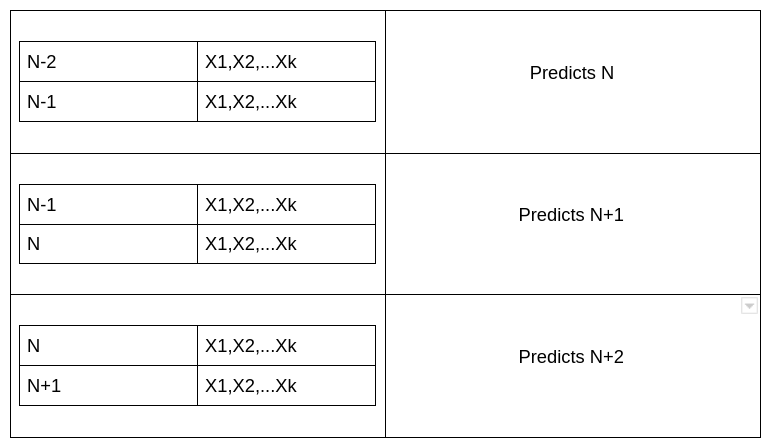 N-2 X1,X2,...Xk
Predicts N
N-1 X1,X2,...Xk
N-1 X1,X2,...Xk
Predicts N+1
N X1,X2,...Xk
N X1,X2,...Xk
Predicts N+2
N+1 X1,X2,...Xk